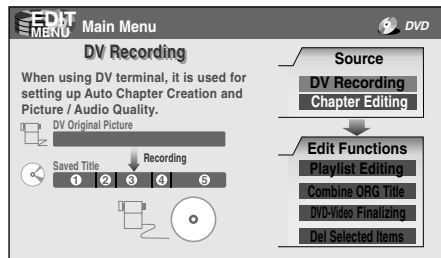 EDIT MENU Main Menu
DVD
DV Recording
When using DV terminal, it is used for
setting up Auto Chapter Creation and
Picture / Audio Quality.
DV Original Picture
Recording
Saved Title
1 2 3 4 5
Source
DV Recording
Chapter Editing
Edit Functions
Playlist Editing
Combine ORG Title
DVD-Video Finalizing
Del Selected Items